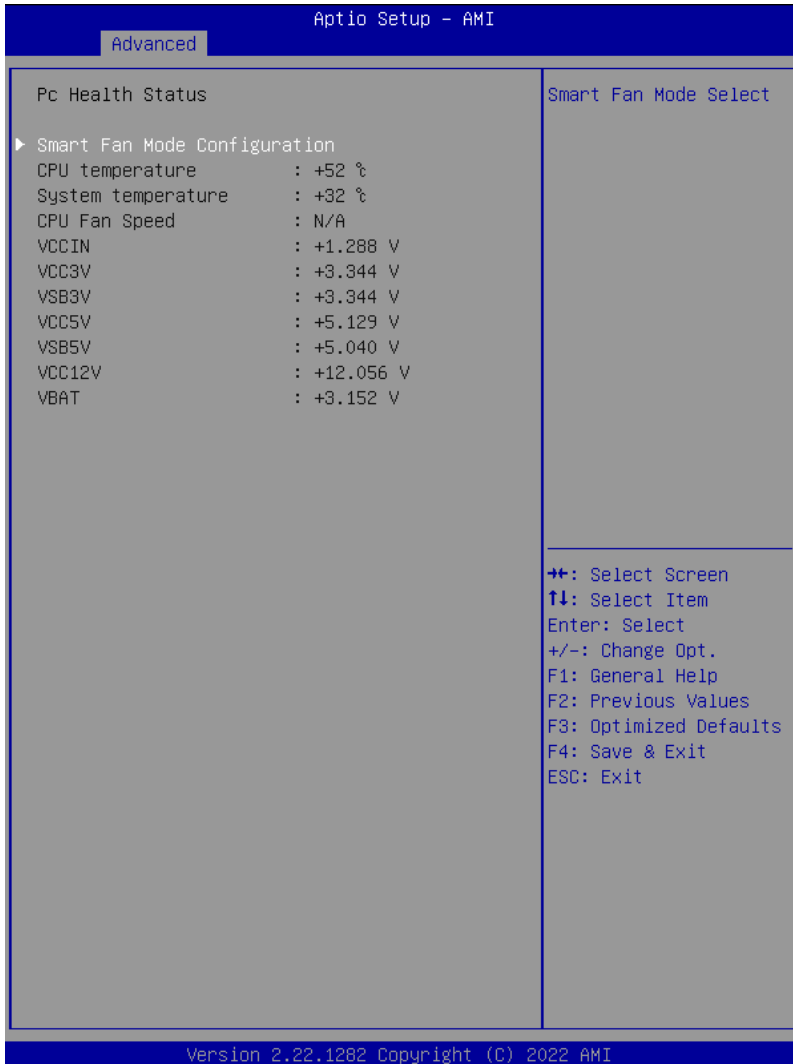 Aptio Setup - AMI
Advanced
Pc Health Status
Smart Fan Mode Configuration
CPU temperature : +52 ℃
System temperature : +32 ℃
CPU Fan Speed : N/A
VCCIN : +1.288 V
VCC3V : +3.344 V
VSB3V : +3.344 V
VCC5V : +5.129 V
VSB5V : +5.040 V
VCC12V : +12.056 V
VBAT : +3.152 V
Smart Fan Mode Select
→←: Select Screen
↑↓: Select Item
Enter: Select
+/-: Change Opt.
F1: General Help
F2: Previous Values
F3: Optimized Defaults
F4: Save & Exit
ESC: Exit
Version 2.22.1282 Copyright (C) 2022 AMI